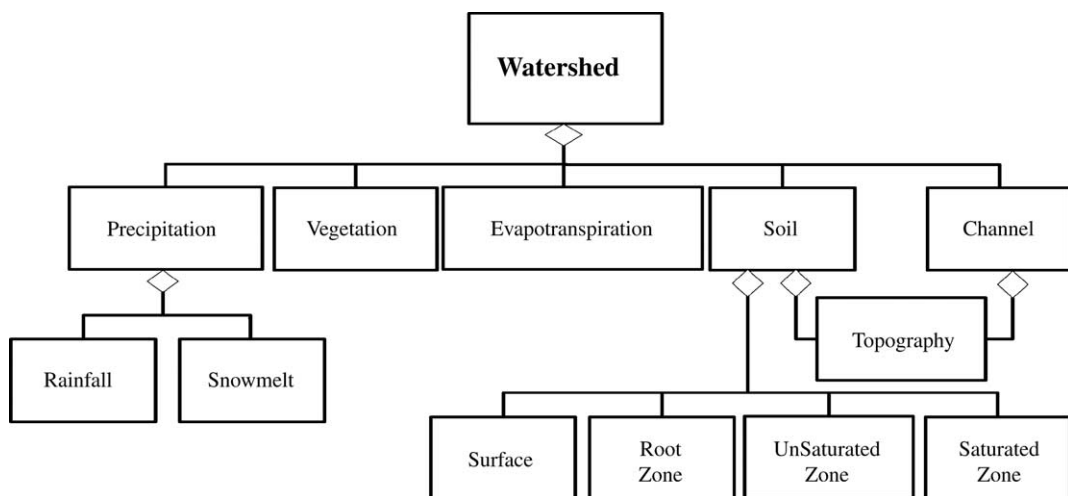 Watershed
Precipitation
Vegetation
Evapotranspiration
Soil
Channel
Topography
Rainfall
Snowmelt
Surface
Root
Zone
UnSaturated
Zone
Saturated
Zone